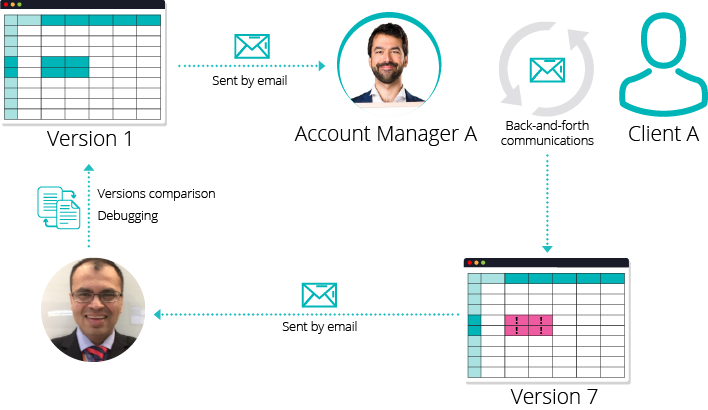 Sent by email
Version 1
Account Manager A
Back-and-forth
communications
Client A
Versions comparison
Debugging
Sent by email
! !
! !
Version 7